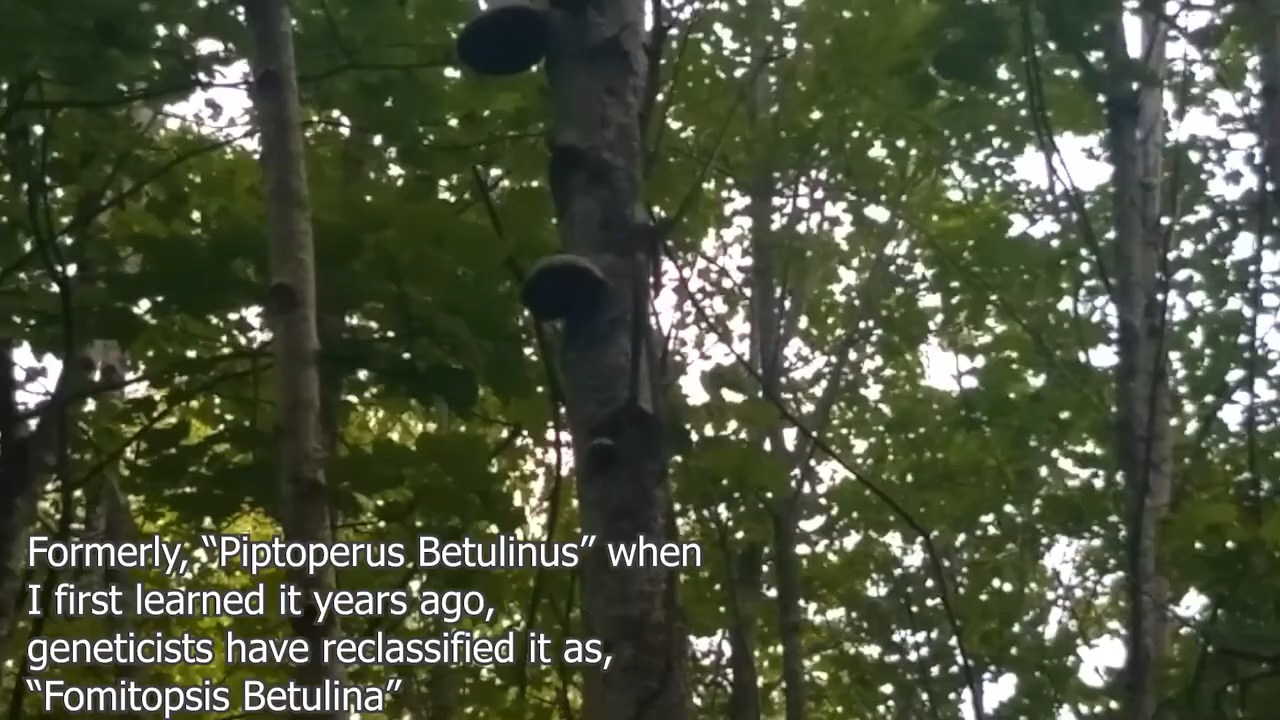 Formerly, “Piptoperus Betulinus” when
I first learned it years ago,
geneticists have reclassified it as,
“Fomitopsis Betulina”